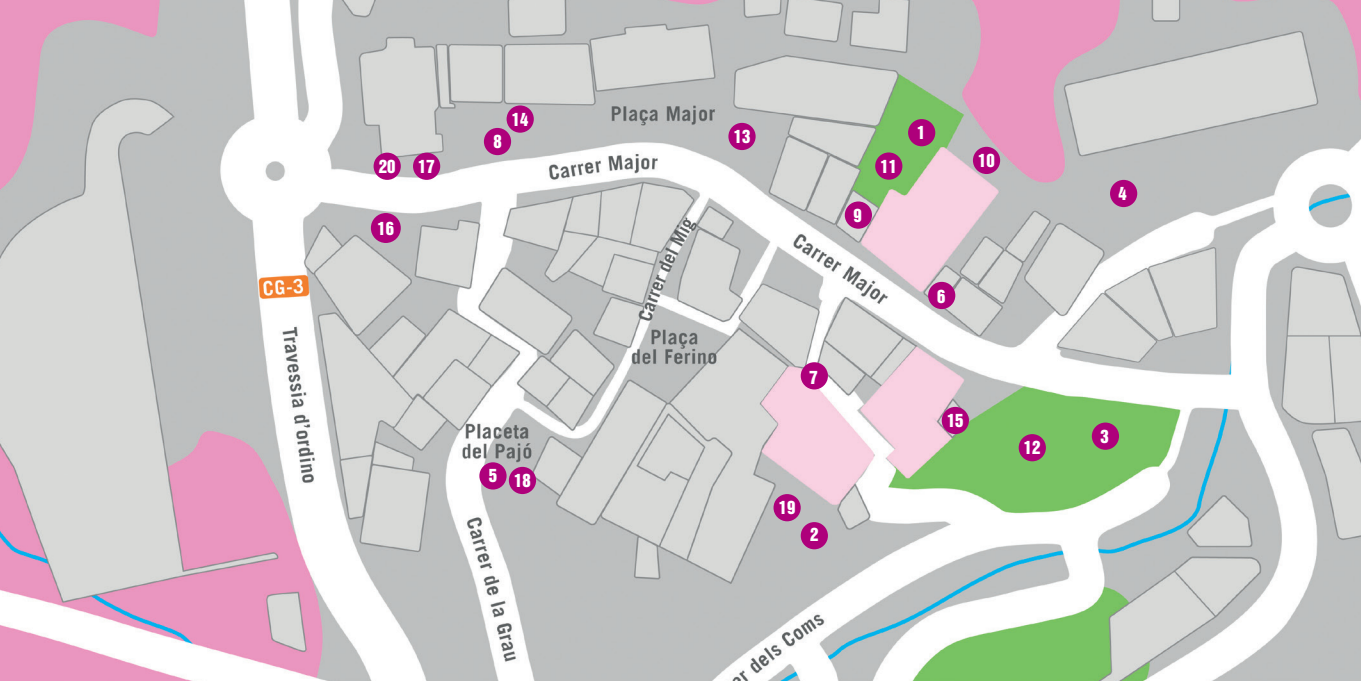 14
Plaça Major
1
13
8
10
20
17
Carrer Major
11
4
9
16
Carrer del Mig
Carrer Major
CG-3
6
Plaça
del Ferino
Travessia d'ordino
7
15
Placeta
del Pajó
12
3
5
18
19
2
Carrer de la Grau
er dels Coms